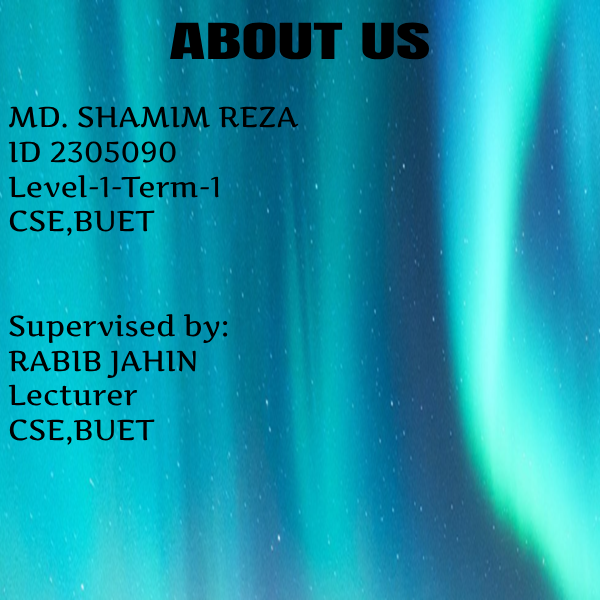 ABOUT US
MD. SHAMIM REZA
ID 2305090
Level-1-Term-1
CSE,BUET
Supervised by:
RABIB JAHIN
Lecturer
CSE,BUET